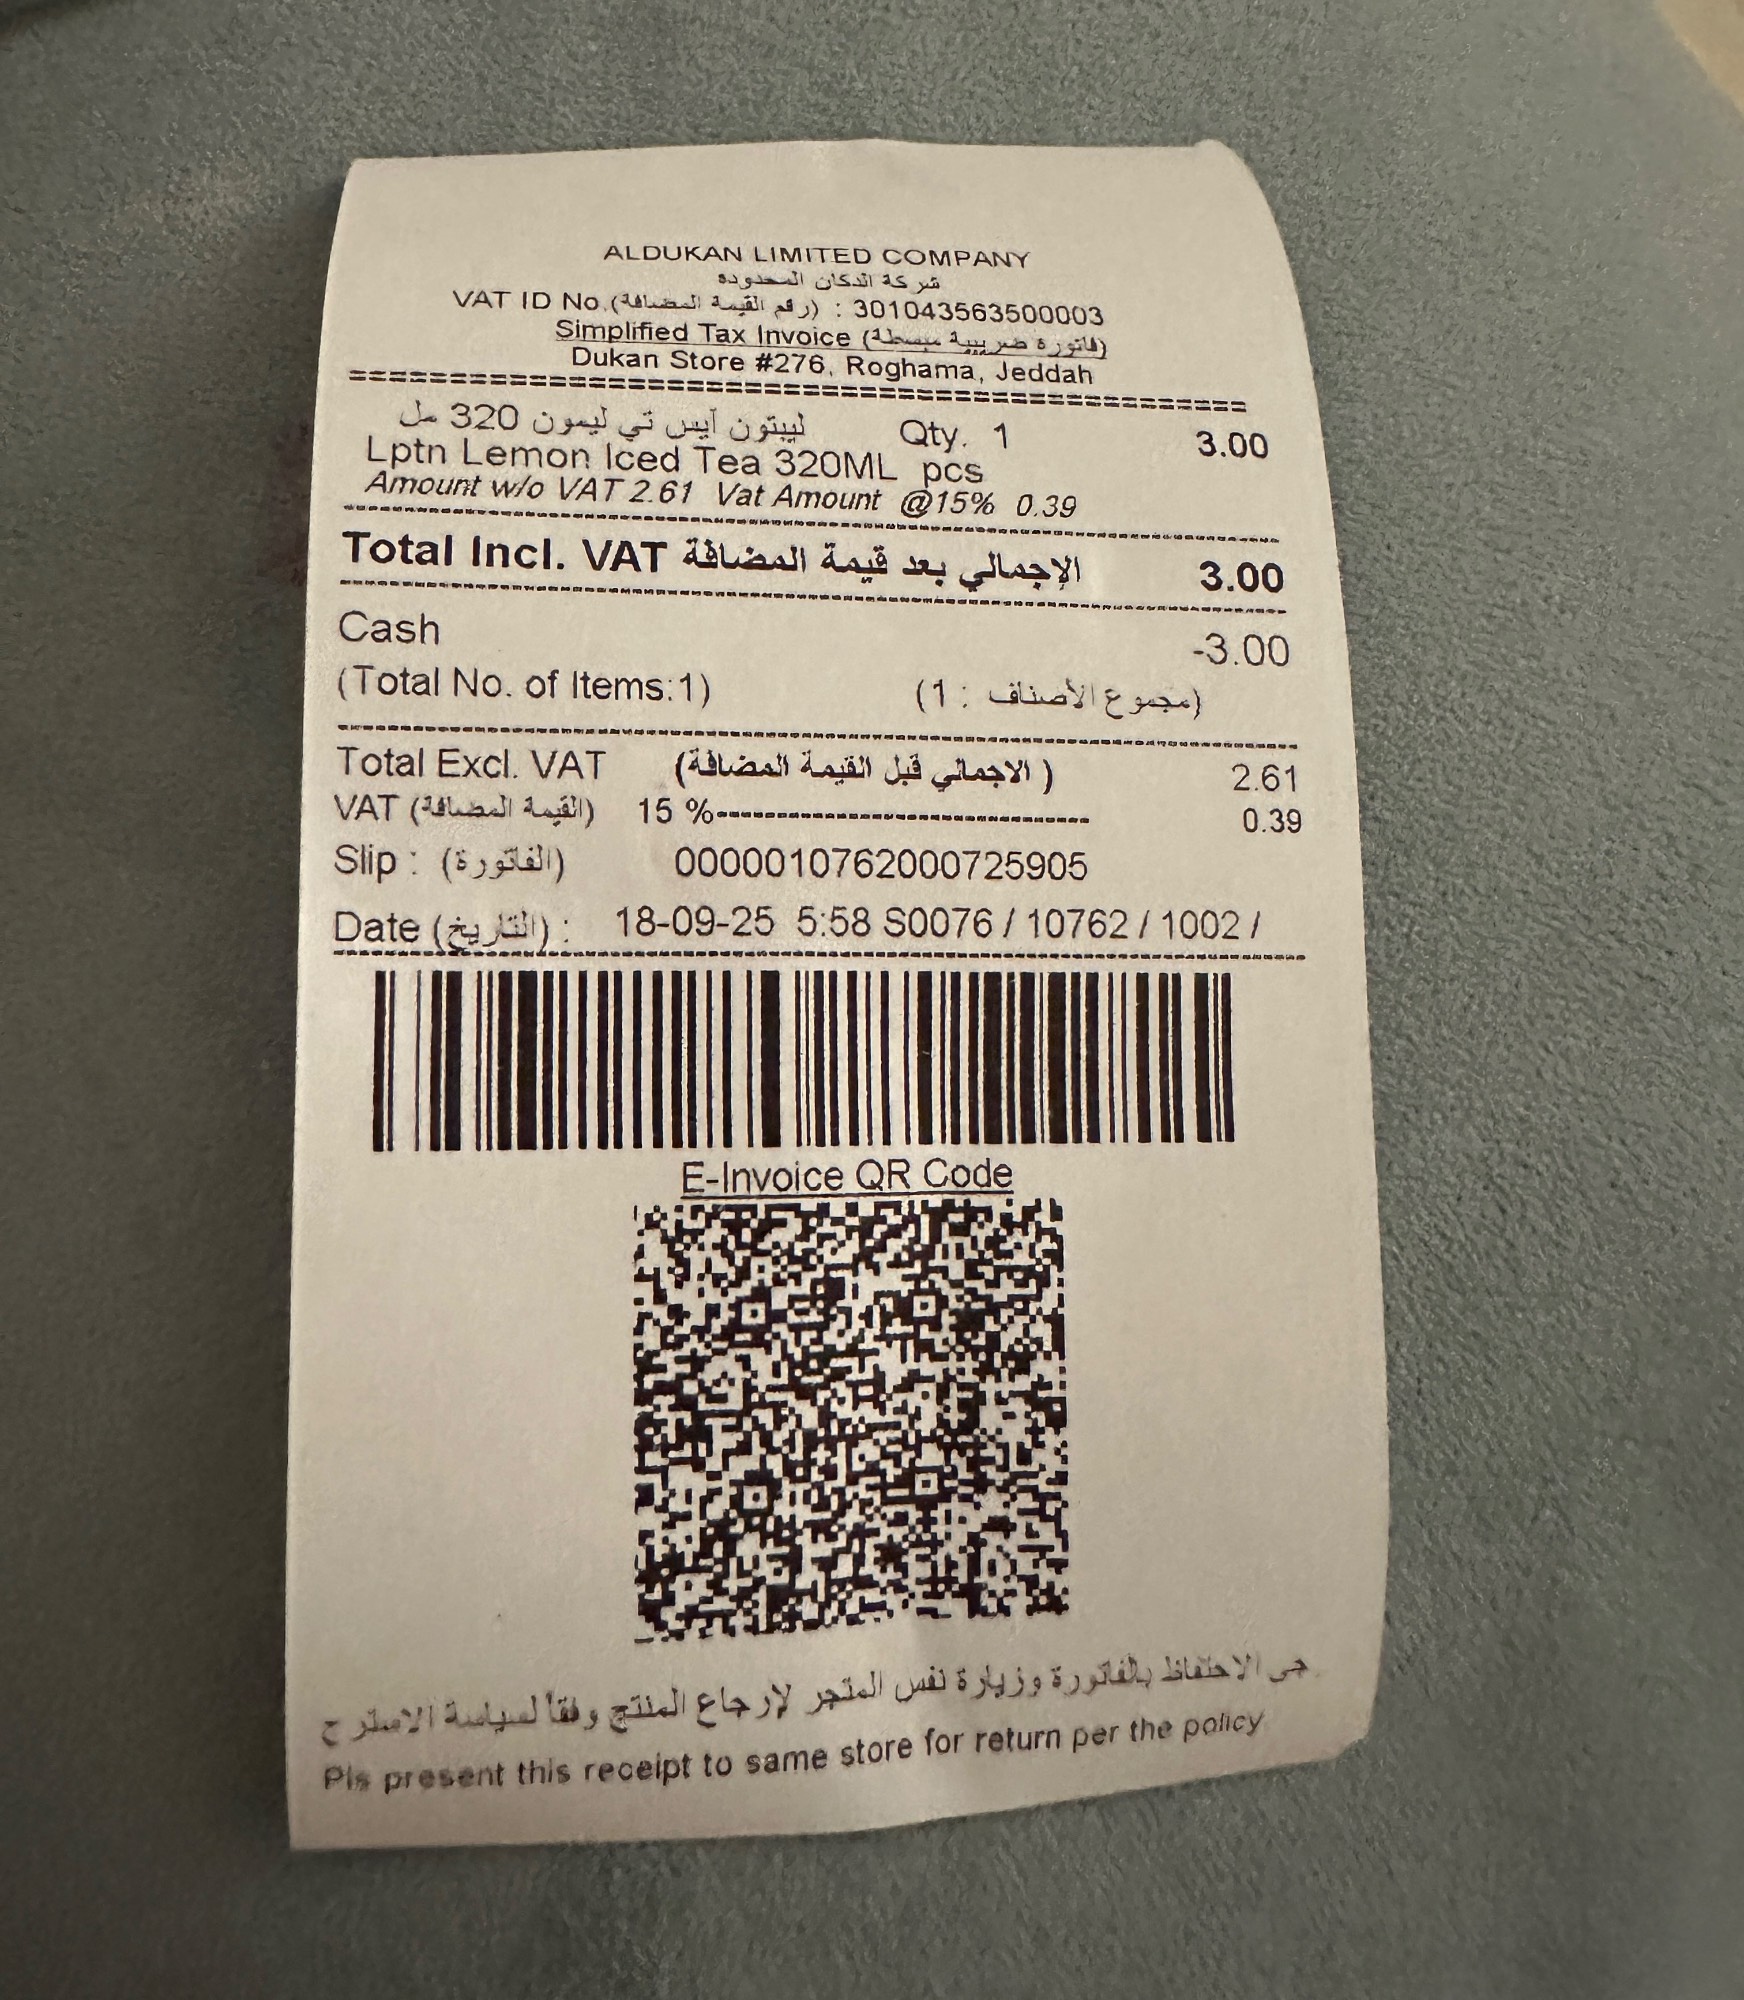 ALDUKAN LIMITED COMPANY
شركة الدكان المحدوده
VAT ID No.(رقم القيمة المضافة) : 301043563500003
Simplified Tax Invoice (فاتورة ضريبية مبسطة)
Dukan Store #276, Roghama, Jeddah
ليبتون آيس تي ليمون 320 مل Qty. 1 3.00
Lptn Lemon Iced Tea 320ML pcs
Amount w/o VAT 2.61 Vat Amount @15% 0.39
Total Incl. VAT الإجمالي بعد قيمة المضافة 3.00
Cash -3.00
(Total No. of Items:1) (مجموع الأصناف : 1)
Total Excl. VAT (الاجمالي قبل القيمة المضافة) 2.61
VAT (القيمة المضافة) 15 %------------------------------ 0.39
Slip : (الفاتورة) 0000010762000725905
Date (التاريخ) : 18-09-25 5:58 S0076 / 10762 / 1002 /
E-Invoice QR Code
جى الاحتفاظ بالفاتورة وزيارة نفس المتجر لإرجاع المنتج وفقاً لسياسة الاسترج
Pls present this receipt to same store for return per the policy